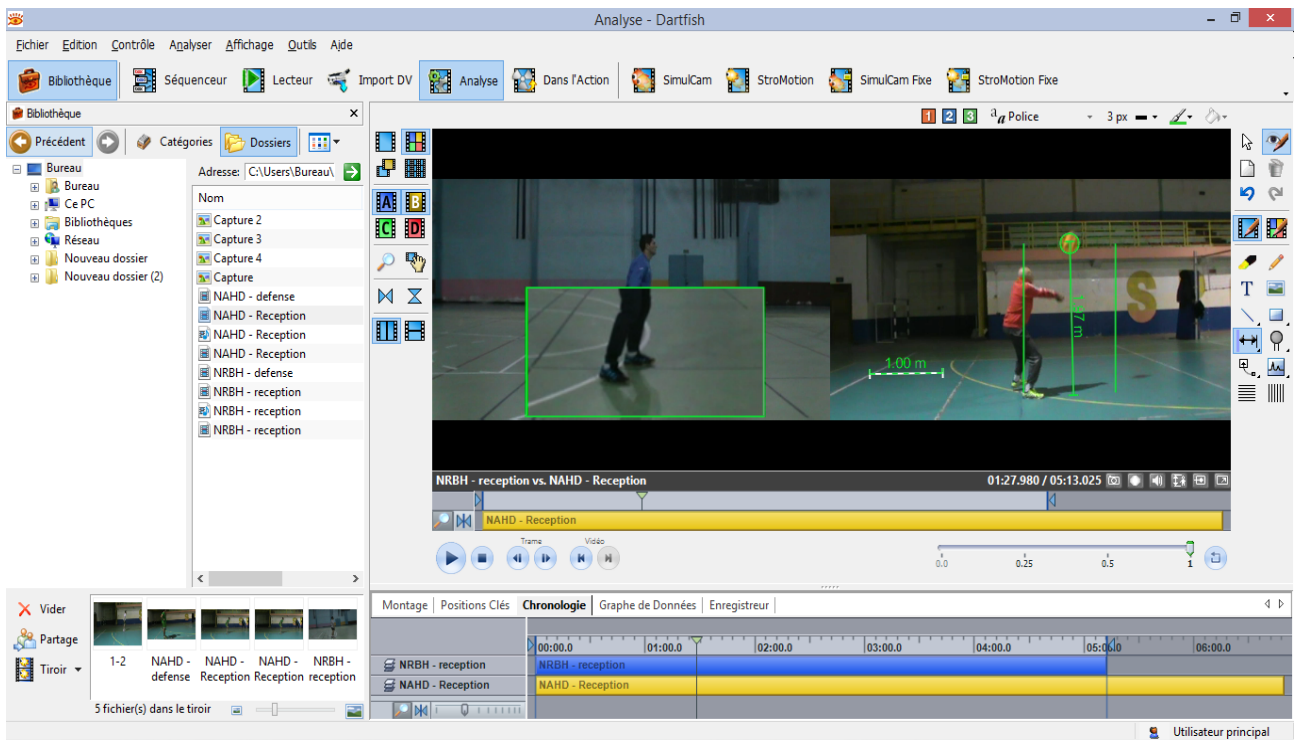 Analyse - Dartfish
Fichier Edition Contrôle Analyser Affichage Outils Ajde
Bibliothèque Séquenceur Lecteur Import DV Analyse Dans l'Action SimulCam StroMotion SimulCam Fixe StroMotion Fixe
Bibliothèque
1 2 3 Police 3 px
Précédent Catégories Dossiers
Bureau
Bureau
Ce PC
Bibliothèques
Réseau
Nouveau dossier
Nouveau dossier (2)
Adresse: C:\Users\Bureau\
Nom
Capture 2
Capture 3
Capture 4
Capture
NAHD - defense
NAHD - Reception
NAHD - Reception
NAHD - Reception
NRBH - defense
NRBH - reception
NRBH - reception
NRBH - reception
A B
C D
T
S
1.00 m
NRBH - reception vs. NAHD - Reception 01:27.980 / 05:13.025
NAHD - Reception
Trame Vidéo
0.0 0.25 0.5 1
Montage Positions Clés Chronologie Graphe de Données Enregistreur
00:00.0 01:00.0 02:00.0 03:00.0 04:00.0 05:00.0 06:00.0
NRBH - reception NRBH - reception
NAHD - Reception NAHD - Reception
Vider
Partage
Tiroir
1-2
NAHD - defense
NAHD - Reception
NAHD - Reception
NRBH - reception
5 fichier(s) dans le tiroir
Utilisateur principal